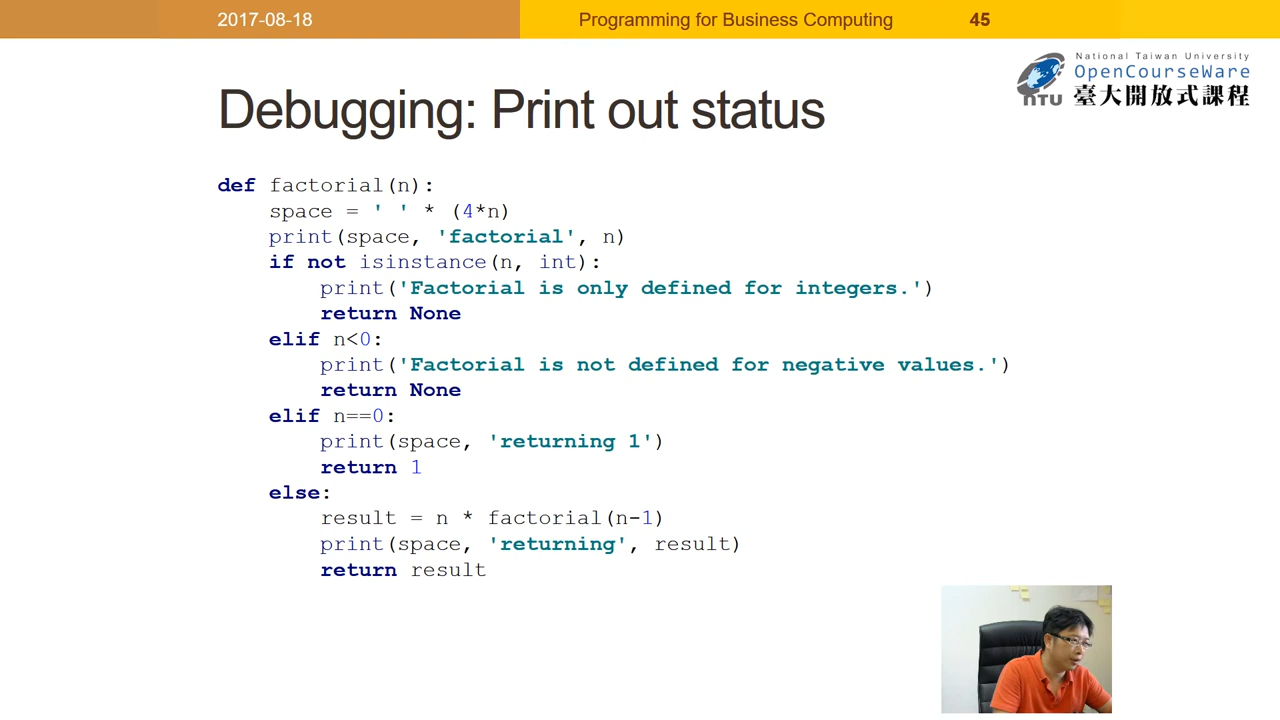 2017-08-18
Programming for Business Computing
45
National Taiwan University
OpenCourseWare
NTU 臺大開放式課程
Debugging: Print out status
def factorial(n):
    space = ' ' * (4*n)
    print(space, 'factorial', n)
    if not isinstance(n, int):
        print('Factorial is only defined for integers.')
        return None
    elif n<0:
        print('Factorial is not defined for negative values.')
        return None
    elif n==0:
        print(space, 'returning 1')
        return 1
    else:
        result = n * factorial(n-1)
        print(space, 'returning', result)
        return result